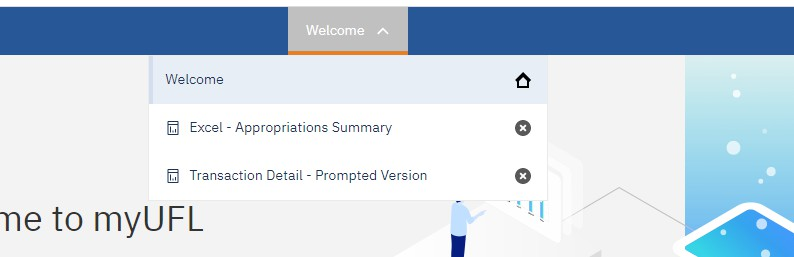 Welcome
Welcome
Excel - Appropriations Summary
Transaction Detail - Prompted Version
me to myUFL